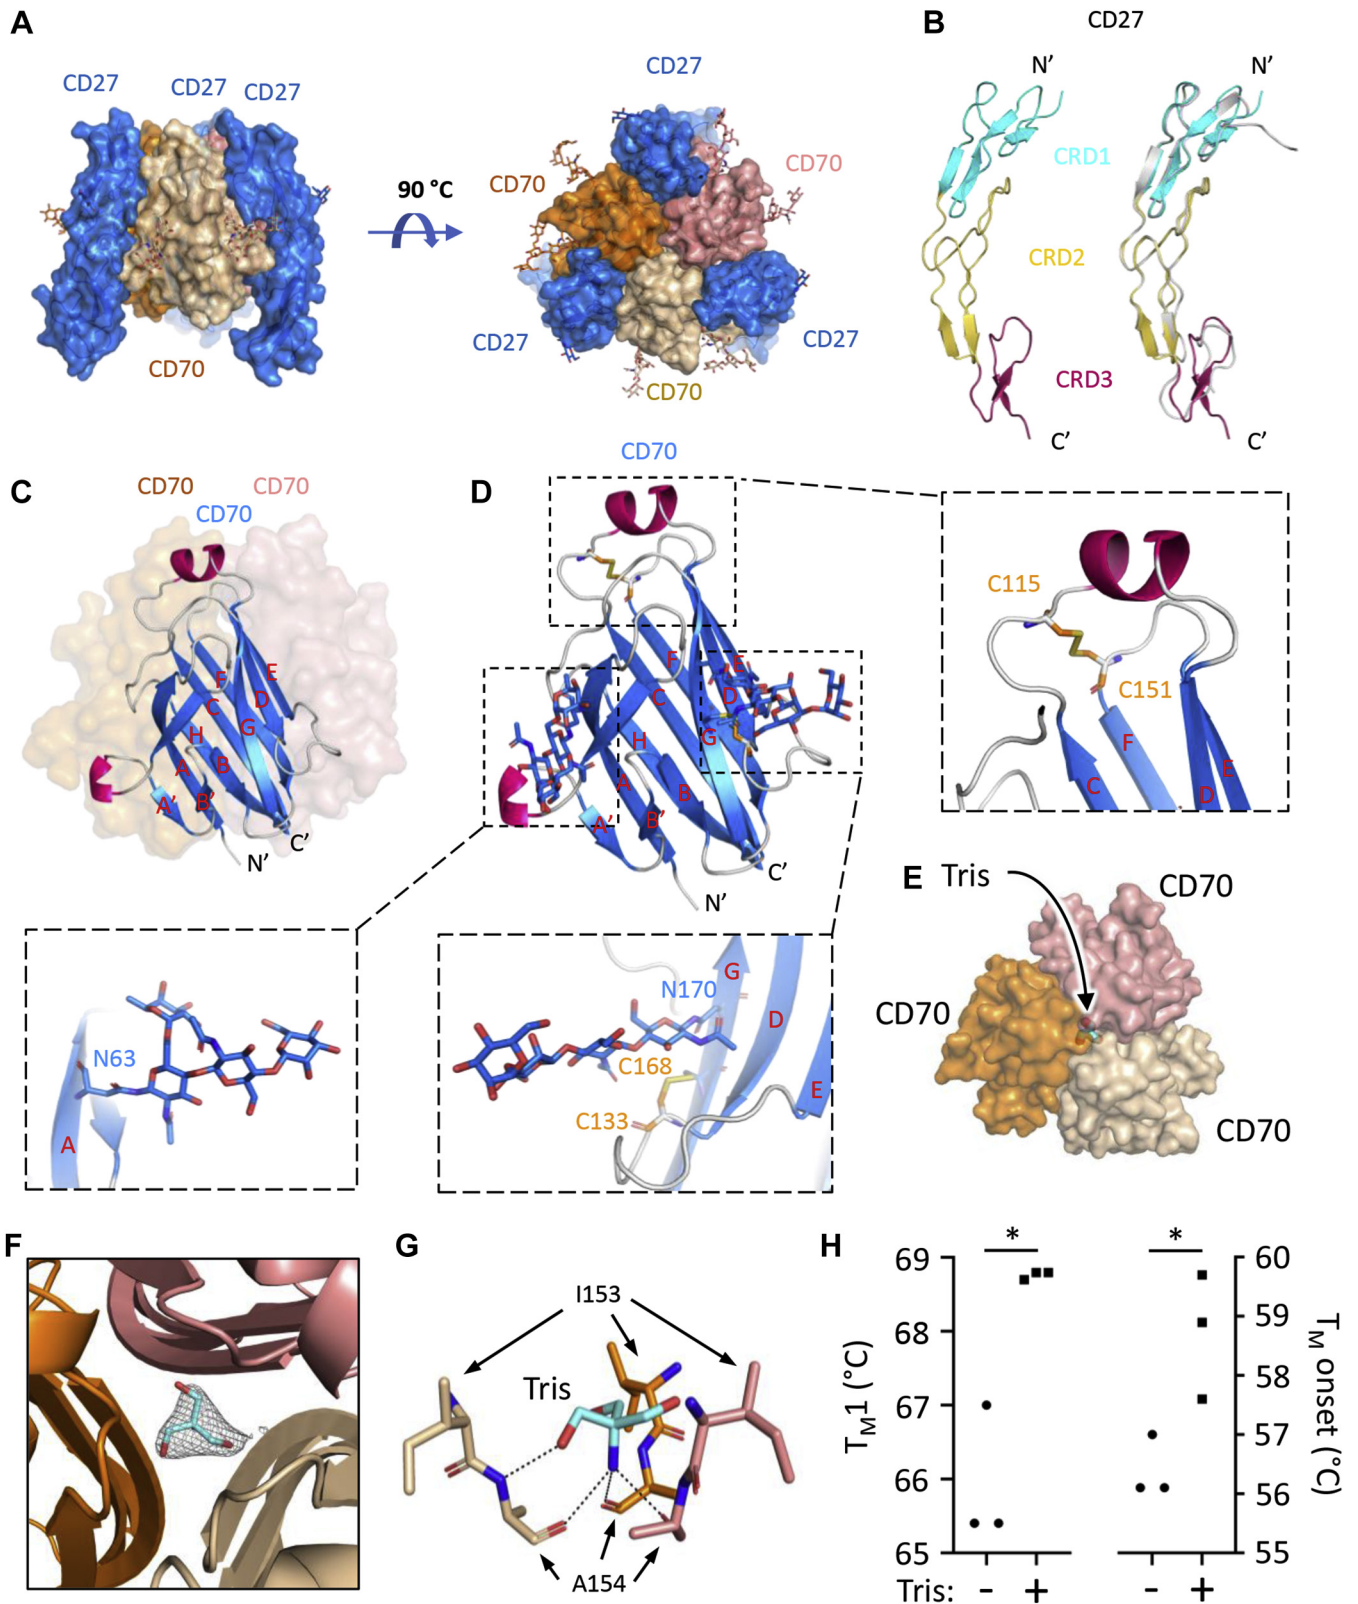 A
CD27
CD27
CD27
CD70
90 °C
CD27
CD70
CD70
CD27
CD27
CD70
B
CD27
N’
N’
CRD1
CRD2
CRD3
C’
C’
C
CD70
CD70
CD70
F
E
D
C
G
H
A
B
A’
B’
N’
C’
D
CD70
F
E
D
C
G
H
A
B
A’
B’
N’
C’
C115
C151
F
C
D
E
N63
A
G
N170
D
C168
C133
E
E
Tris
CD70
CD70
CD70
F
G
I153
Tris
A154
H
*
*
69
68
67
66
65
TM1 (°C)
60
59
58
57
56
55
TM onset (°C)
Tris: - + - +